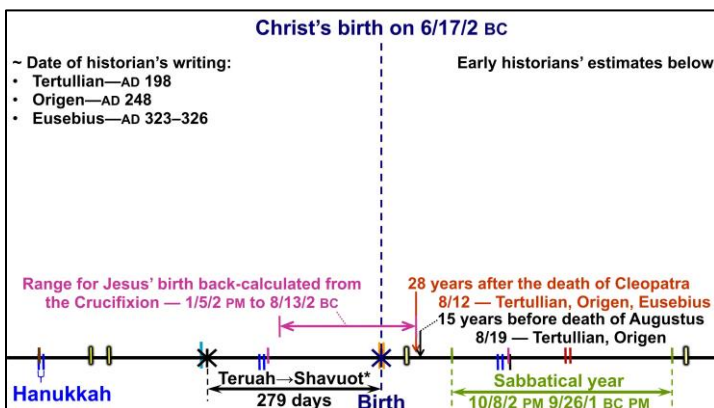 Christ's birth on 6/17/2 BC
~ Date of historian's writing:
• Tertullian—AD 198
• Origen—AD 248
• Eusebius—AD 323–326
Early historians' estimates below
Range for Jesus' birth back-calculated from
the Crucifixion — 1/5/2 PM to 8/13/2 BC
28 years after the death of Cleopatra
8/12 — Tertullian, Origen, Eusebius
15 years before death of Augustus
8/19 — Tertullian, Origen
Hanukkah
Teruah→Shavuot*
279 days
Birth
Sabbatical year
10/8/2 PM 9/26/1 BC PM